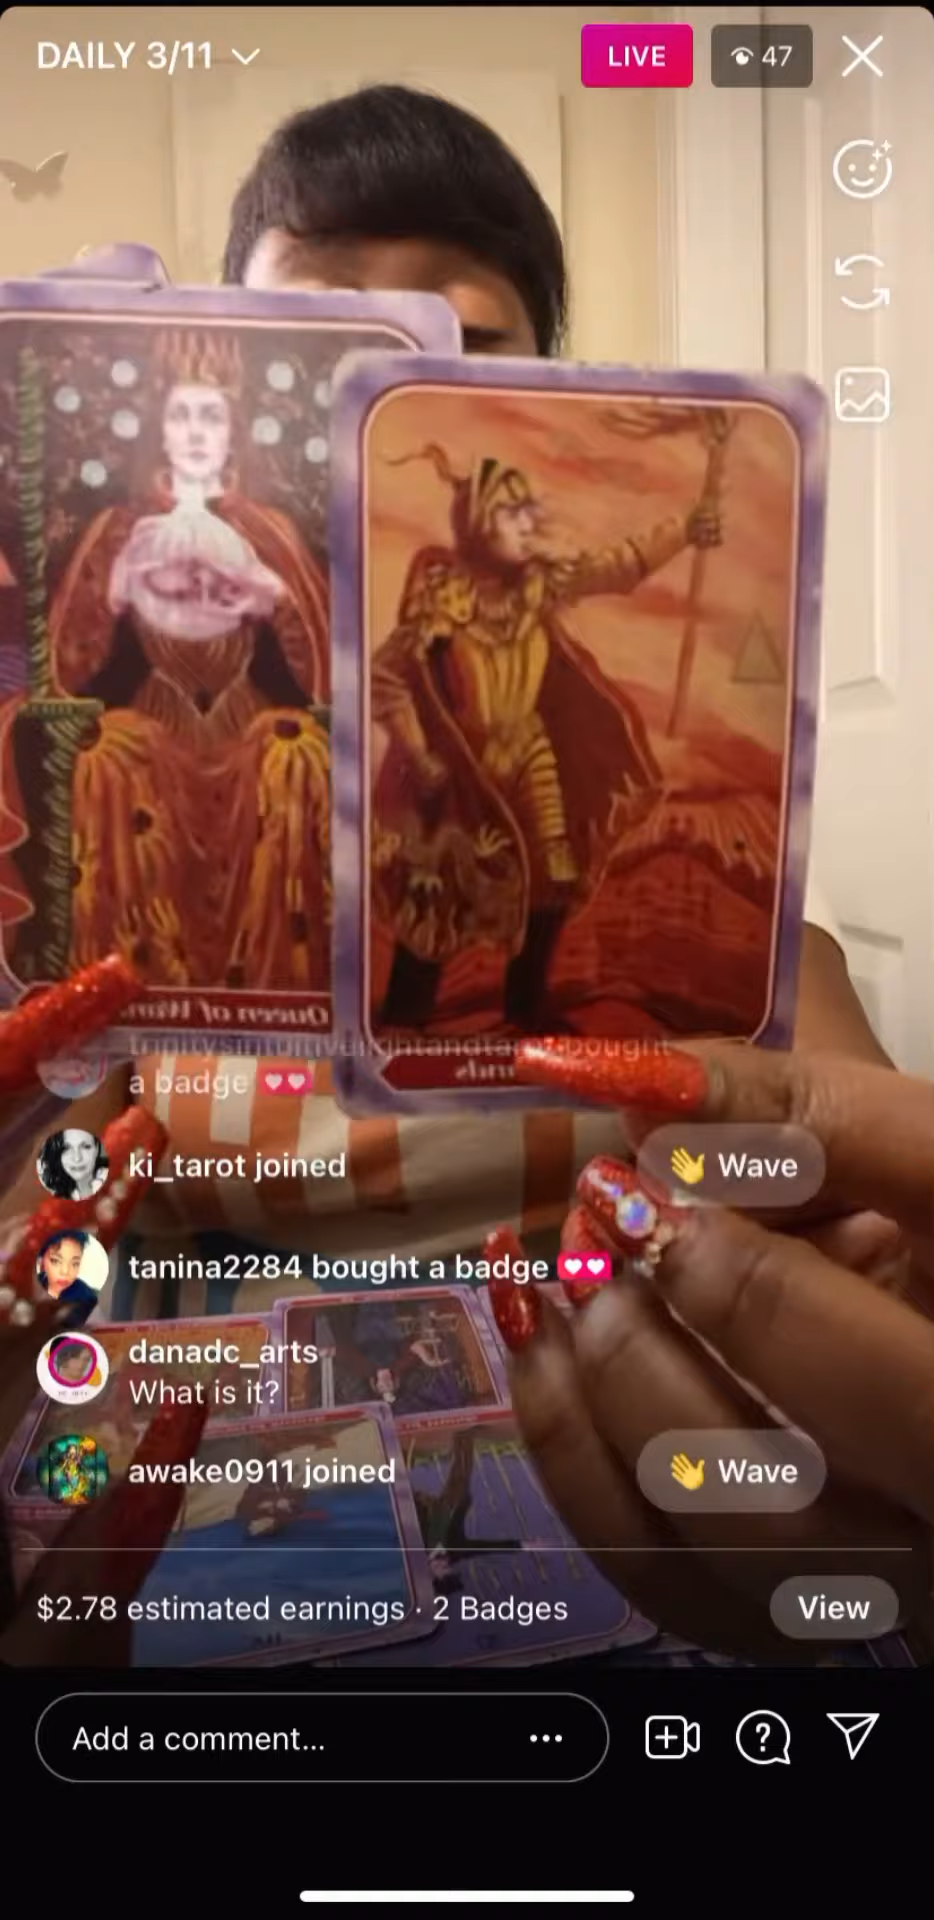 DAILY 3/11
LIVE
47
Queen of
bought
a badge
ki_tarot joined
Wave
tanina2284 bought a badge
danadc_arts
What is it?
awake0911 joined
Wave
$2.78 estimated earnings · 2 Badges
View
Add a comment...